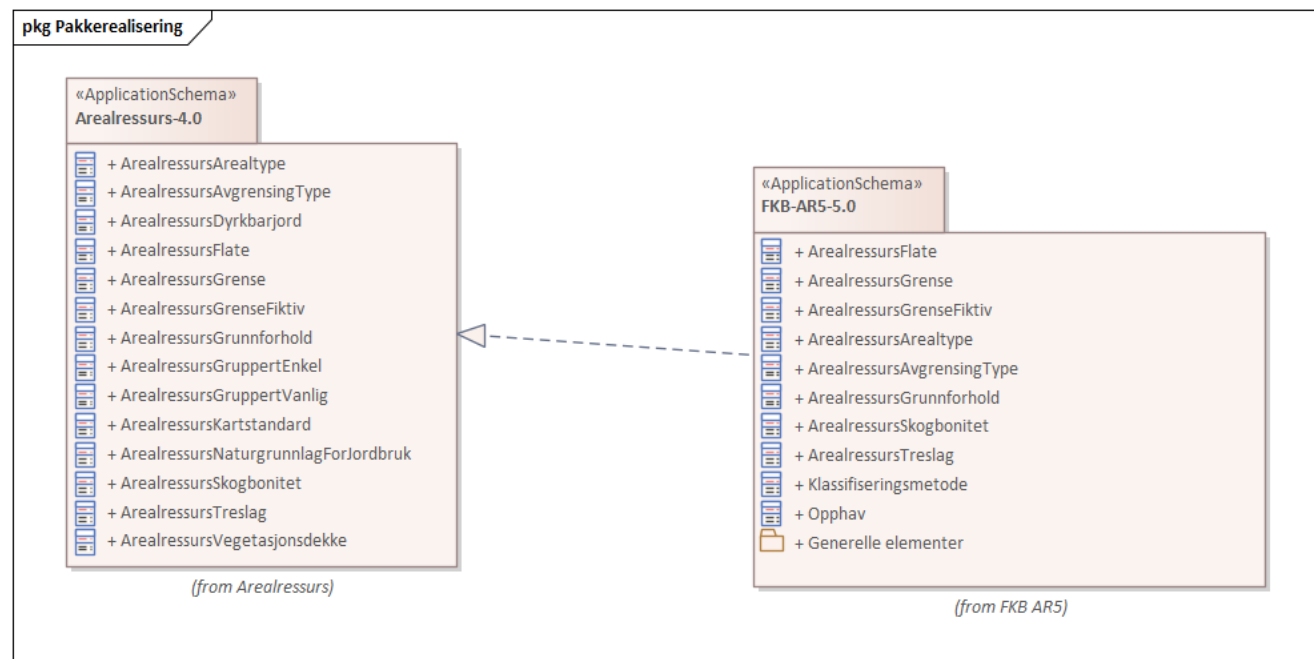 pkg Pakkerealisering
«ApplicationSchema»
Arealressurs-4.0
+ ArealressursArealtype
+ ArealressursAvgrensingType
+ ArealressursDyrkbarjord
+ ArealressursFlate
+ ArealressursGrense
+ ArealressursGrenseFiktiv
+ ArealressursGrunnforhold
+ ArealressursGruppertEnkel
+ ArealressursGruppertVanlig
+ ArealressursKartstandard
+ ArealressursNaturgrunnlagForJordbruk
+ ArealressursSkogbonitet
+ ArealressursTreslag
+ ArealressursVegetasjonsdekke
(from Arealressurs)
«ApplicationSchema»
FKB-AR5-5.0
+ ArealressursFlate
+ ArealressursGrense
+ ArealressursGrenseFiktiv
+ ArealressursArealtype
+ ArealressursAvgrensingType
+ ArealressursGrunnforhold
+ ArealressursSkogbonitet
+ ArealressursTreslag
+ Klassifiseringsmetode
+ Opphav
+ Generelle elementer
(from FKB AR5)